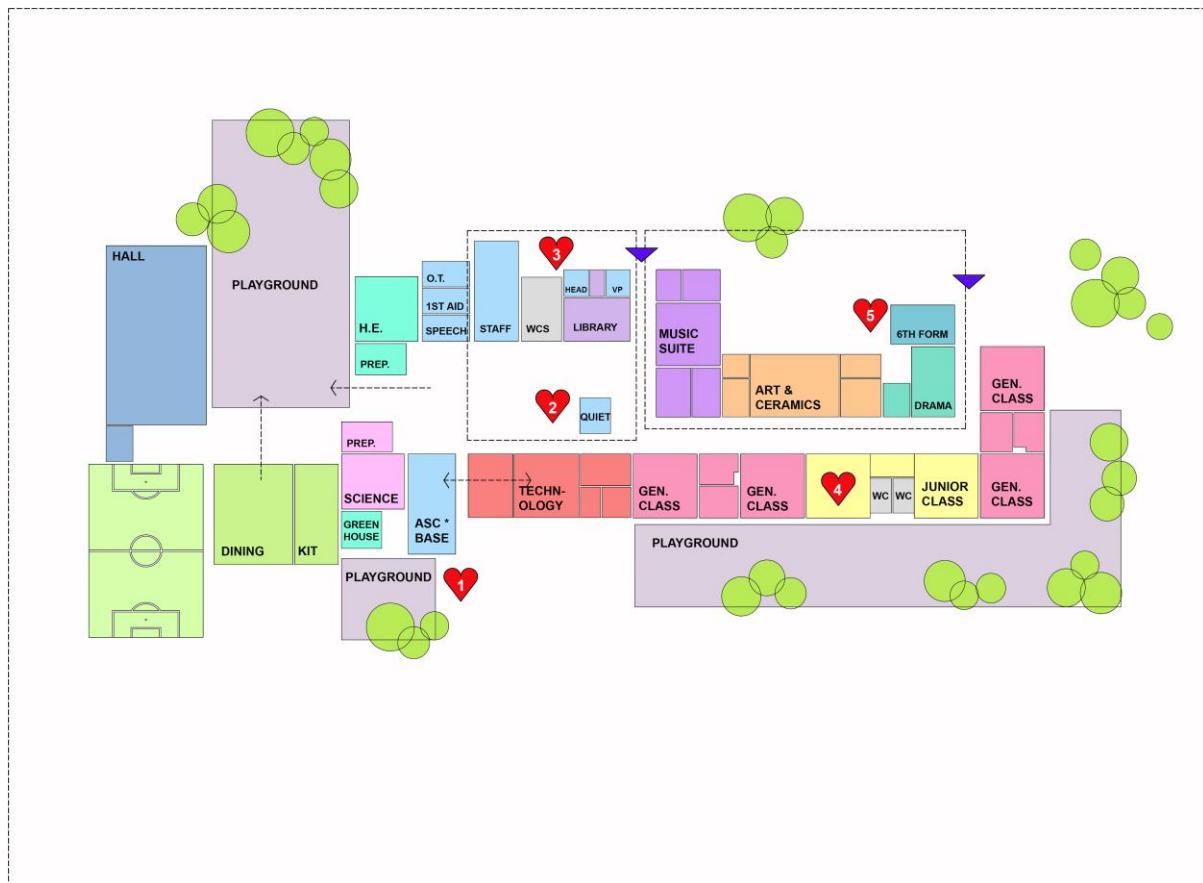 HALL
PLAYGROUND
H.E.
PREP.
O.T.
1ST AID
SPEECH
STAFF
3
WCS
HEAD
VP
LIBRARY
2
QUIET
MUSIC
SUITE
ART &
CERAMICS
5
6TH FORM
DRAMA
GEN.
CLASS
DINING
KIT
PREP.
SCIENCE
GREEN
HOUSE
ASC *
BASE
PLAYGROUND
1
TECHN-
OLOGY
GEN.
CLASS
GEN.
CLASS
4
WC
WC
JUNIOR
CLASS
GEN.
CLASS
PLAYGROUND